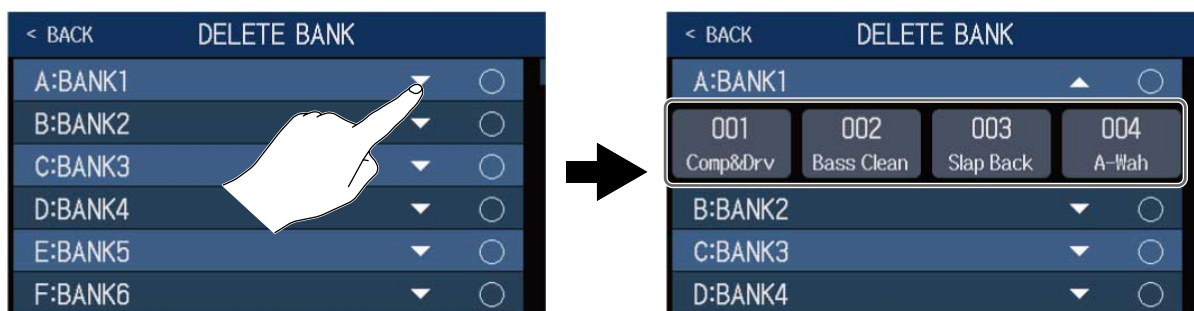 < BACK DELETE BANK
A:BANK1
B:BANK2
C:BANK3
D:BANK4
E:BANK5
F:BANK6
< BACK DELETE BANK
A:BANK1
001 002 003 004
Comp&Drv Bass Clean Slap Back A-Wah
B:BANK2
C:BANK3
D:BANK4